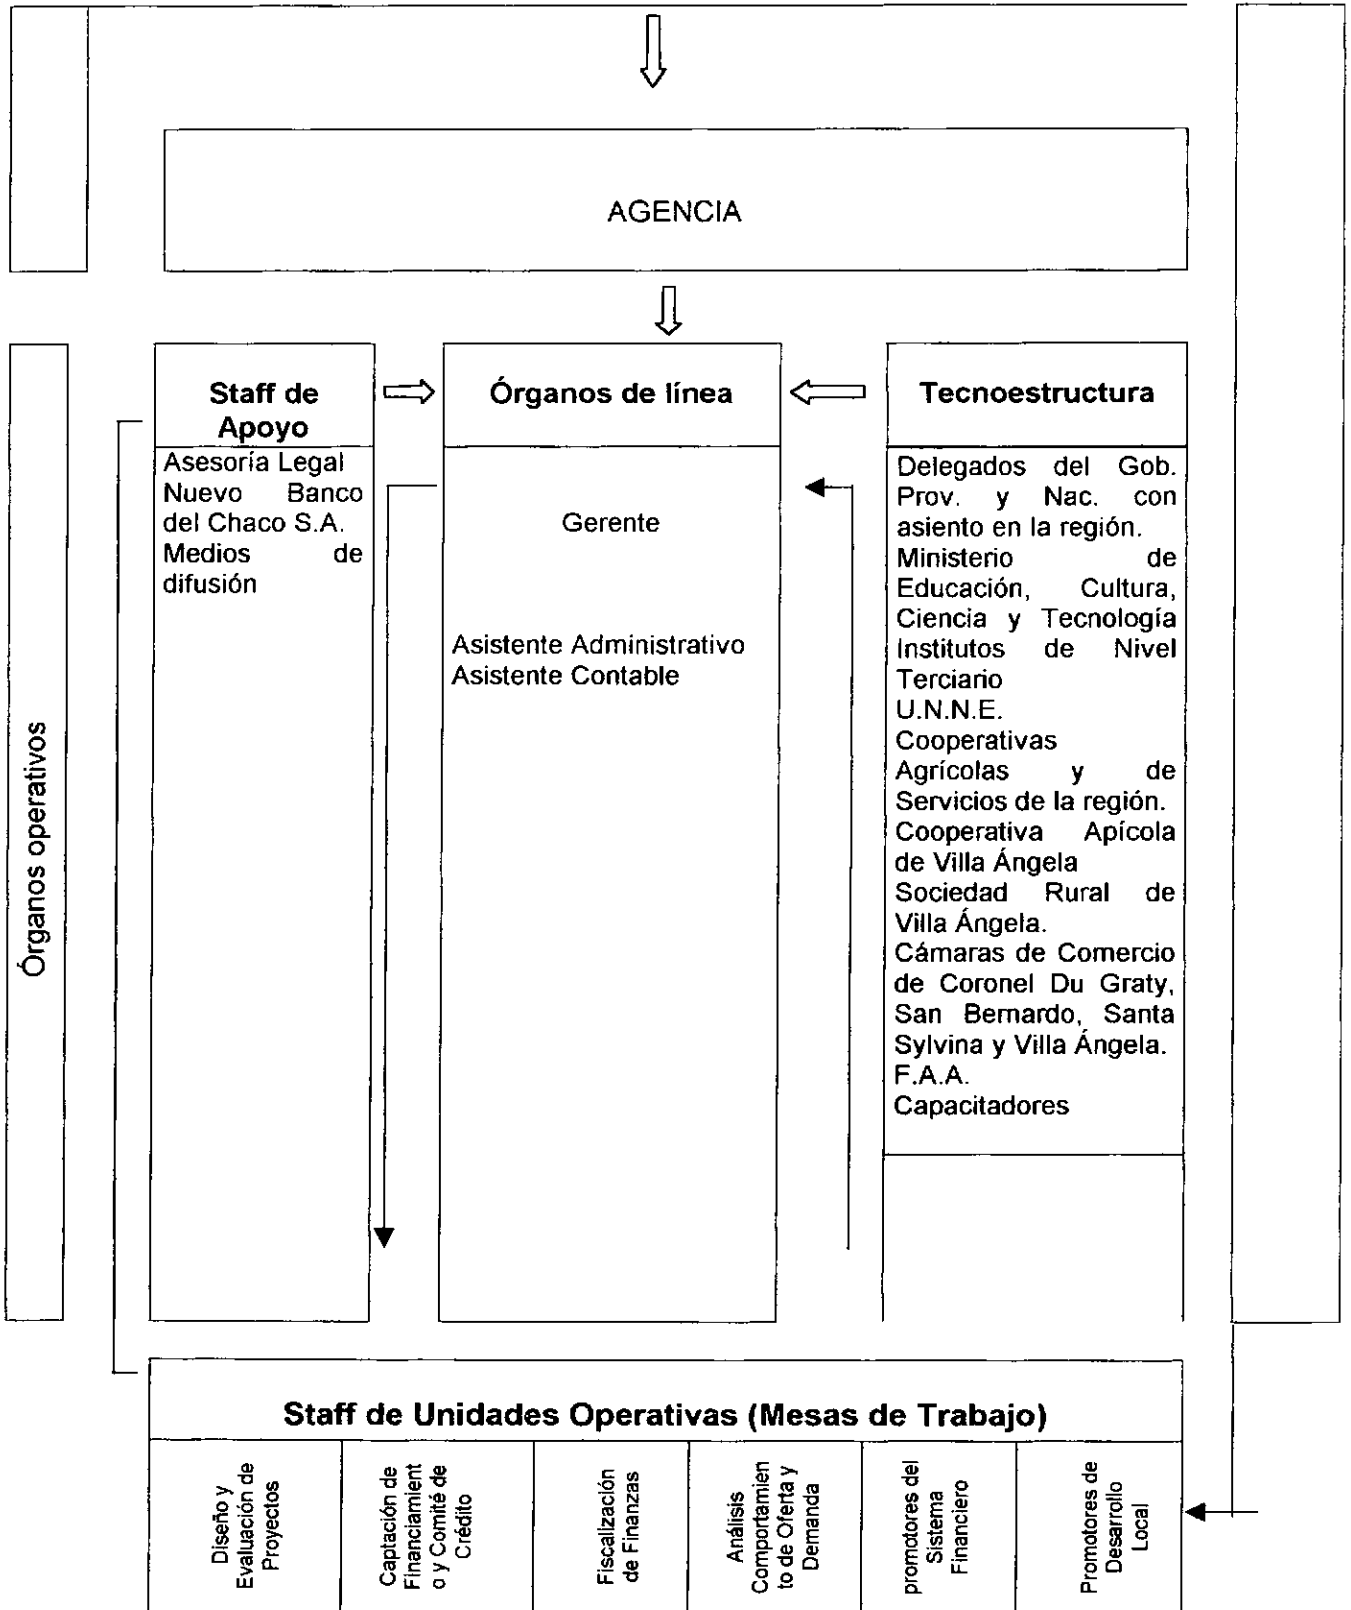 AGENCIA
Órganos operativos
Staff de
Apoyo
Asesoría Legal
Nuevo Banco
del Chaco S.A.
Medios de
difusión
Órganos de línea
Gerente
Asistente Administrativo
Asistente Contable
Tecnoestructura
Delegados del Gob.
Prov. y Nac. con
asiento en la región.
Ministerio de
Educación, Cultura,
Ciencia y Tecnología
Institutos de Nivel
Terciario
U.N.N.E.
Cooperativas
Agrícolas y de
Servicios de la región.
Cooperativa Apícola
de Villa Ángela
Sociedad Rural de
Villa Ángela.
Cámaras de Comercio
de Coronel Du Graty,
San Bernardo, Santa
Sylvina y Villa Ángela.
F.A.A.
Capacitadores
Staff de Unidades Operativas (Mesas de Trabajo)
Diseño y
Evaluación de
Proyectos
Captación de
Financiamient
o y Comité de
Crédito
Fiscalización
de Finanzas
Análisis
Comportamien
to de Oferta y
Demanda
promotores del
Sistema
Financiero
Promotores de
Desarrollo
Local